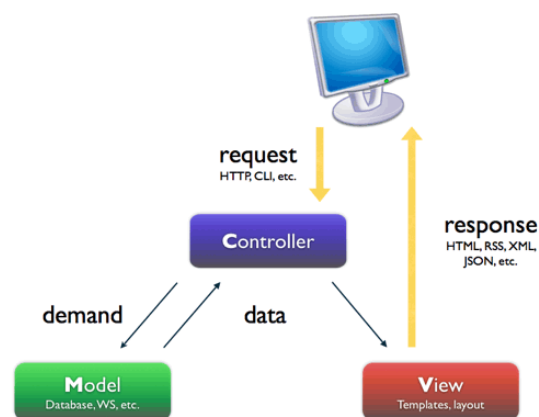 request
HTTP, CLI, etc.
Controller
response
HTML, RSS, XML,
JSON, etc.
demand
data
Model
Database, WS, etc.
View
Templates, layout